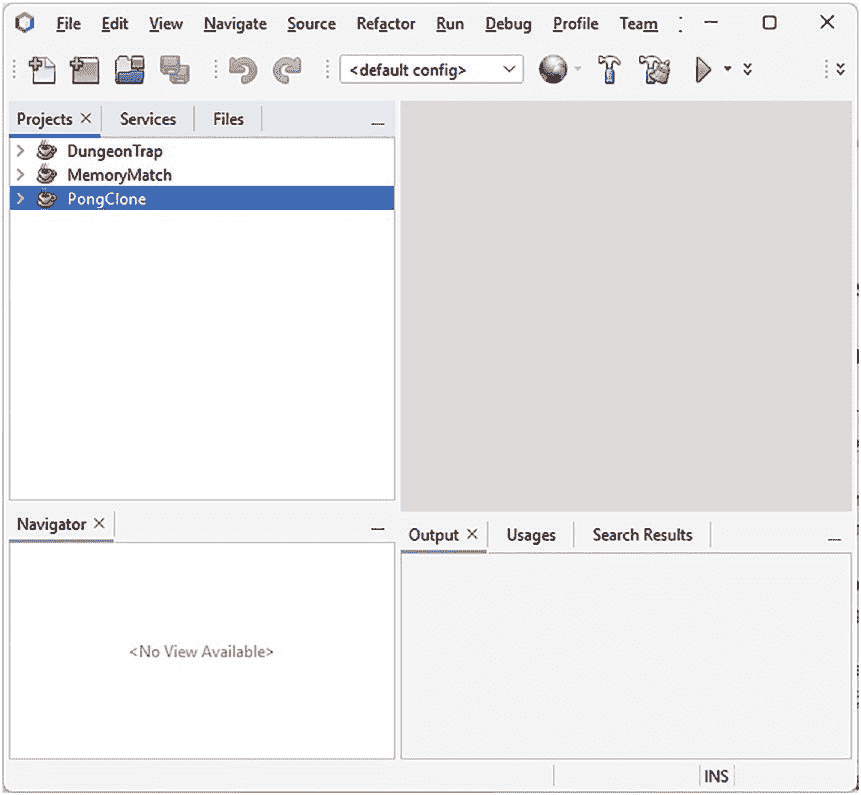 File Edit View Navigate Source Refactor Run Debug Profile Team
<default config>
Projects Services Files
DungeonTrap
MemoryMatch
PongClone
Navigator
<No View Available>
Output Usages Search Results
INS